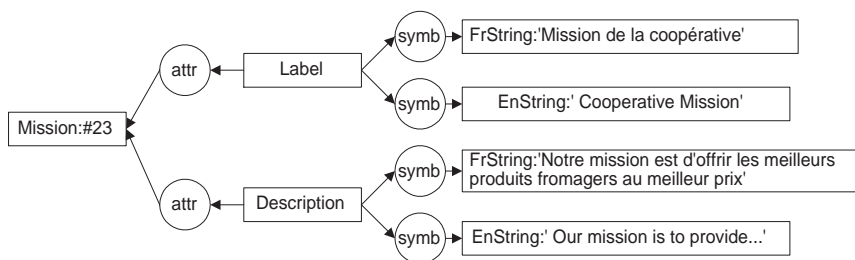 symb
FrString:'Mission de la coopérative'
attr
Label
symb
EnString:' Cooperative Mission'
Mission:#23
symb
FrString:'Notre mission est d'offrir les meilleurs
produits fromagers au meilleur prix'
attr
Description
symb
EnString:' Our mission is to provide...'